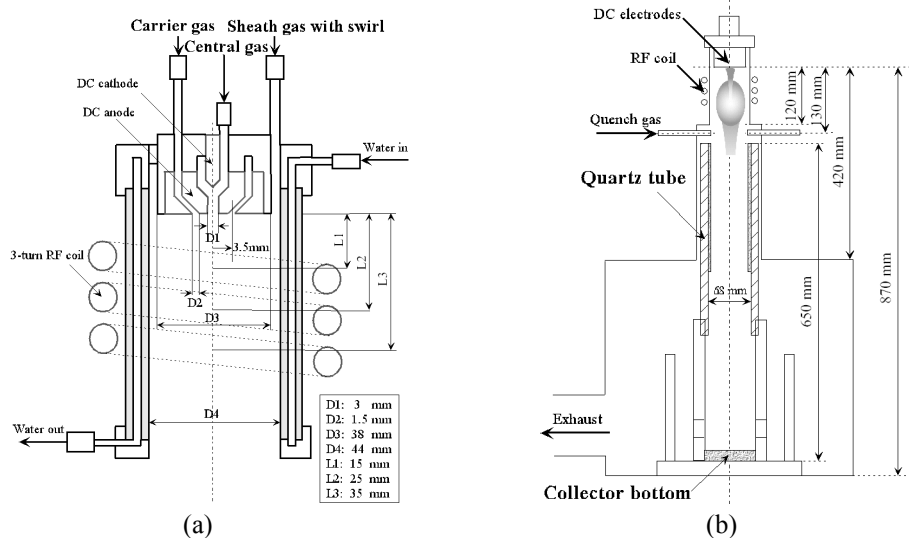 Carrier gas
Sheath gas with swirl
Central gas
DC cathode
DC anode
Water in
3-turn RF coil
D1
3.5mm
L1
L2
L3
D2
D3
D4
Water out
D1: 3 mm
D2: 1.5 mm
D3: 38 mm
D4: 44 mm
L1: 15 mm
L2: 25 mm
L3: 35 mm
(a)
DC electrodes
RF coil
120 mm
130 mm
Quench gas
420 mm
Quartz tube
68 mm
650 mm
870 mm
Exhaust
Collector bottom
(b)